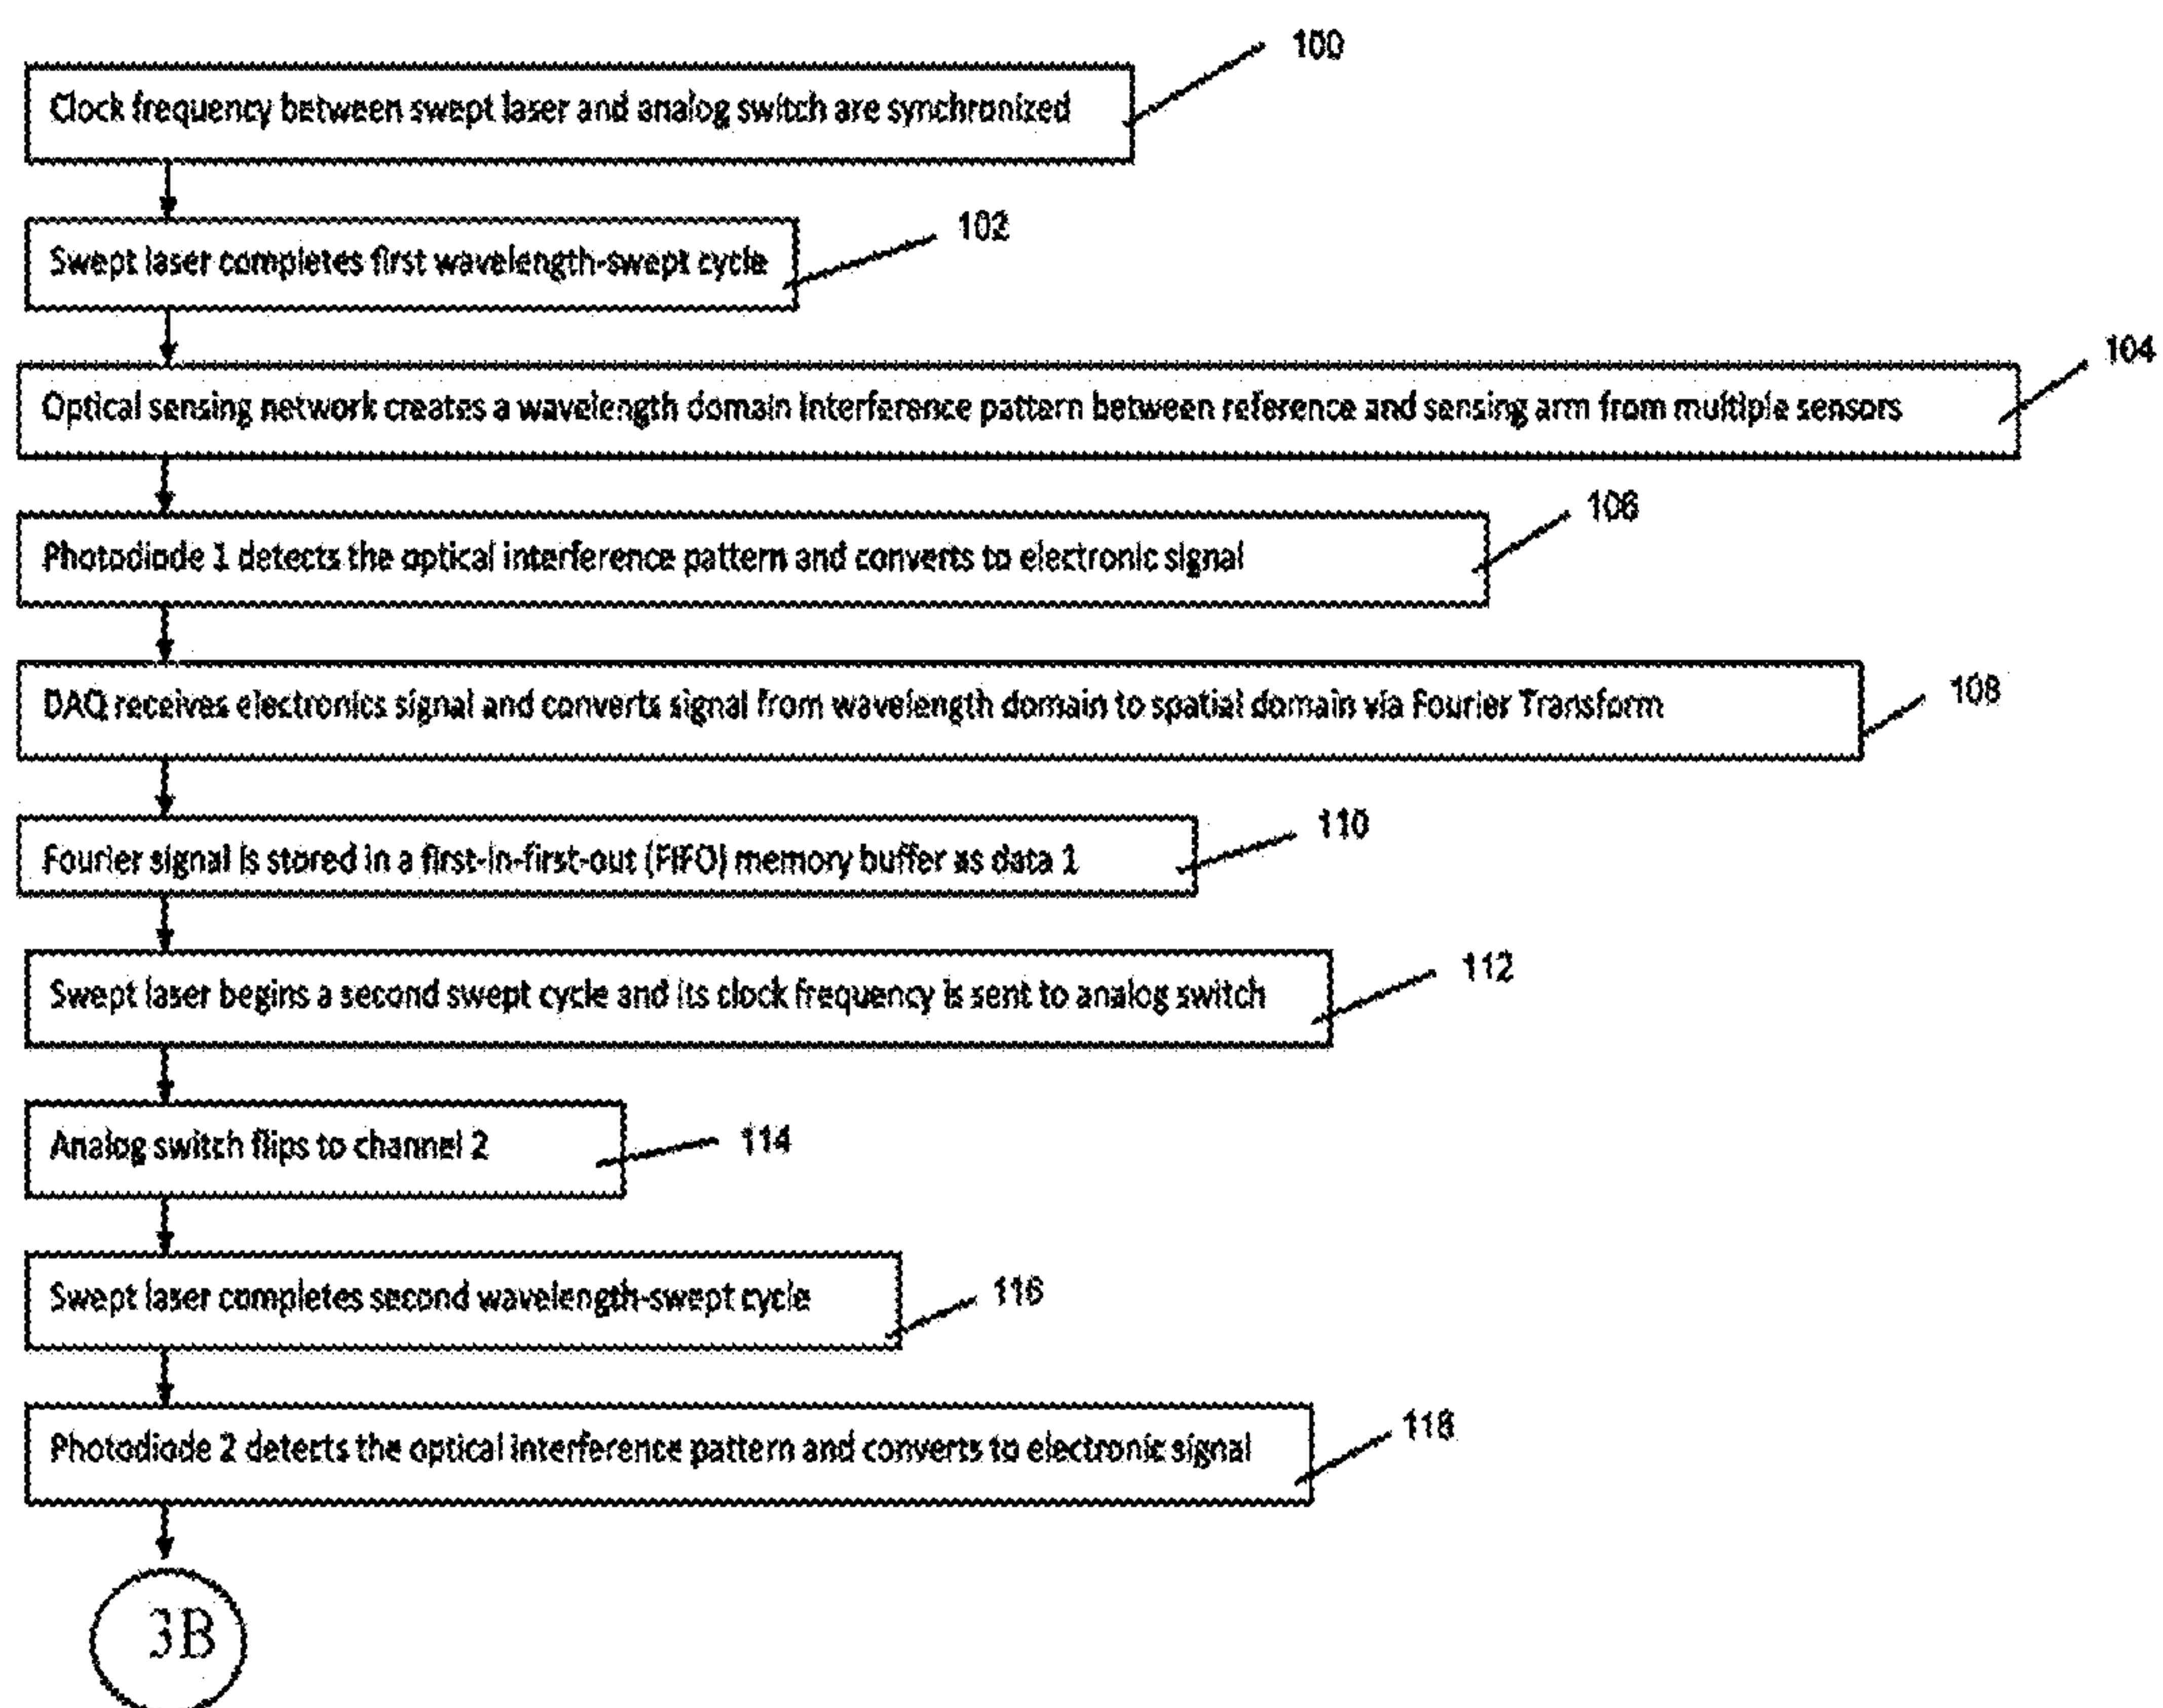 100
Clock frequency between swept laser and analog switch are synchronized
102
Swept laser completes first wavelength-swept cycle
104
Optical sensing network creates a wavelength domain interference pattern between reference and sensing arm from multiple sensors
106
Photodiode 1 detects the optical interference pattern and converts to electronic signal
108
DAQ receives electronics signal and converts signal from wavelength domain to spatial domain via Fourier Transform
110
Fourier signal is stored in a first-in-first-out (FIFO) memory buffer as data 1
112
Swept laser begins a second swept cycle and its clock frequency is sent to analog switch
114
Analog switch flips to channel 2
116
Swept laser completes second wavelength-swept cycle
118
Photodiode 2 detects the optical interference pattern and converts to electronic signal
3B